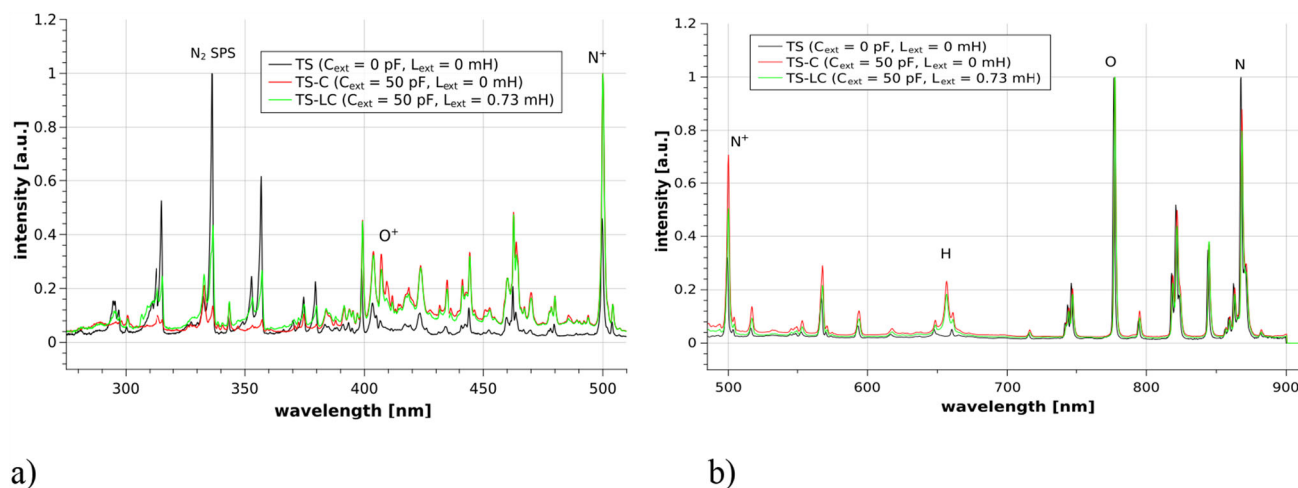 1.2
1
0.8
0.6
0.4
0.2
0
intensity [a.u.]
N₂ SPS
TS (Cₑₓₜ = 0 pF, Lₑₓₜ = 0 mH)
TS-C (Cₑₓₜ = 50 pF, Lₑₓₜ = 0 mH)
TS-LC (Cₑₓₜ = 50 pF, Lₑₓₜ = 0.73 mH)
N⁺
O⁺
300 350 400 450 500
wavelength [nm]
a)
1.2
1
0.8
0.6
0.4
0.2
0
intensity [a.u.]
TS (Cₑₓₜ = 0 pF, Lₑₓₜ = 0 mH)
TS-C (Cₑₓₜ = 50 pF, Lₑₓₜ = 0 mH)
TS-LC (Cₑₓₜ = 50 pF, Lₑₓₜ = 0.73 mH)
O
N
N⁺
H
500 600 700 800 900
wavelength [nm]
b)